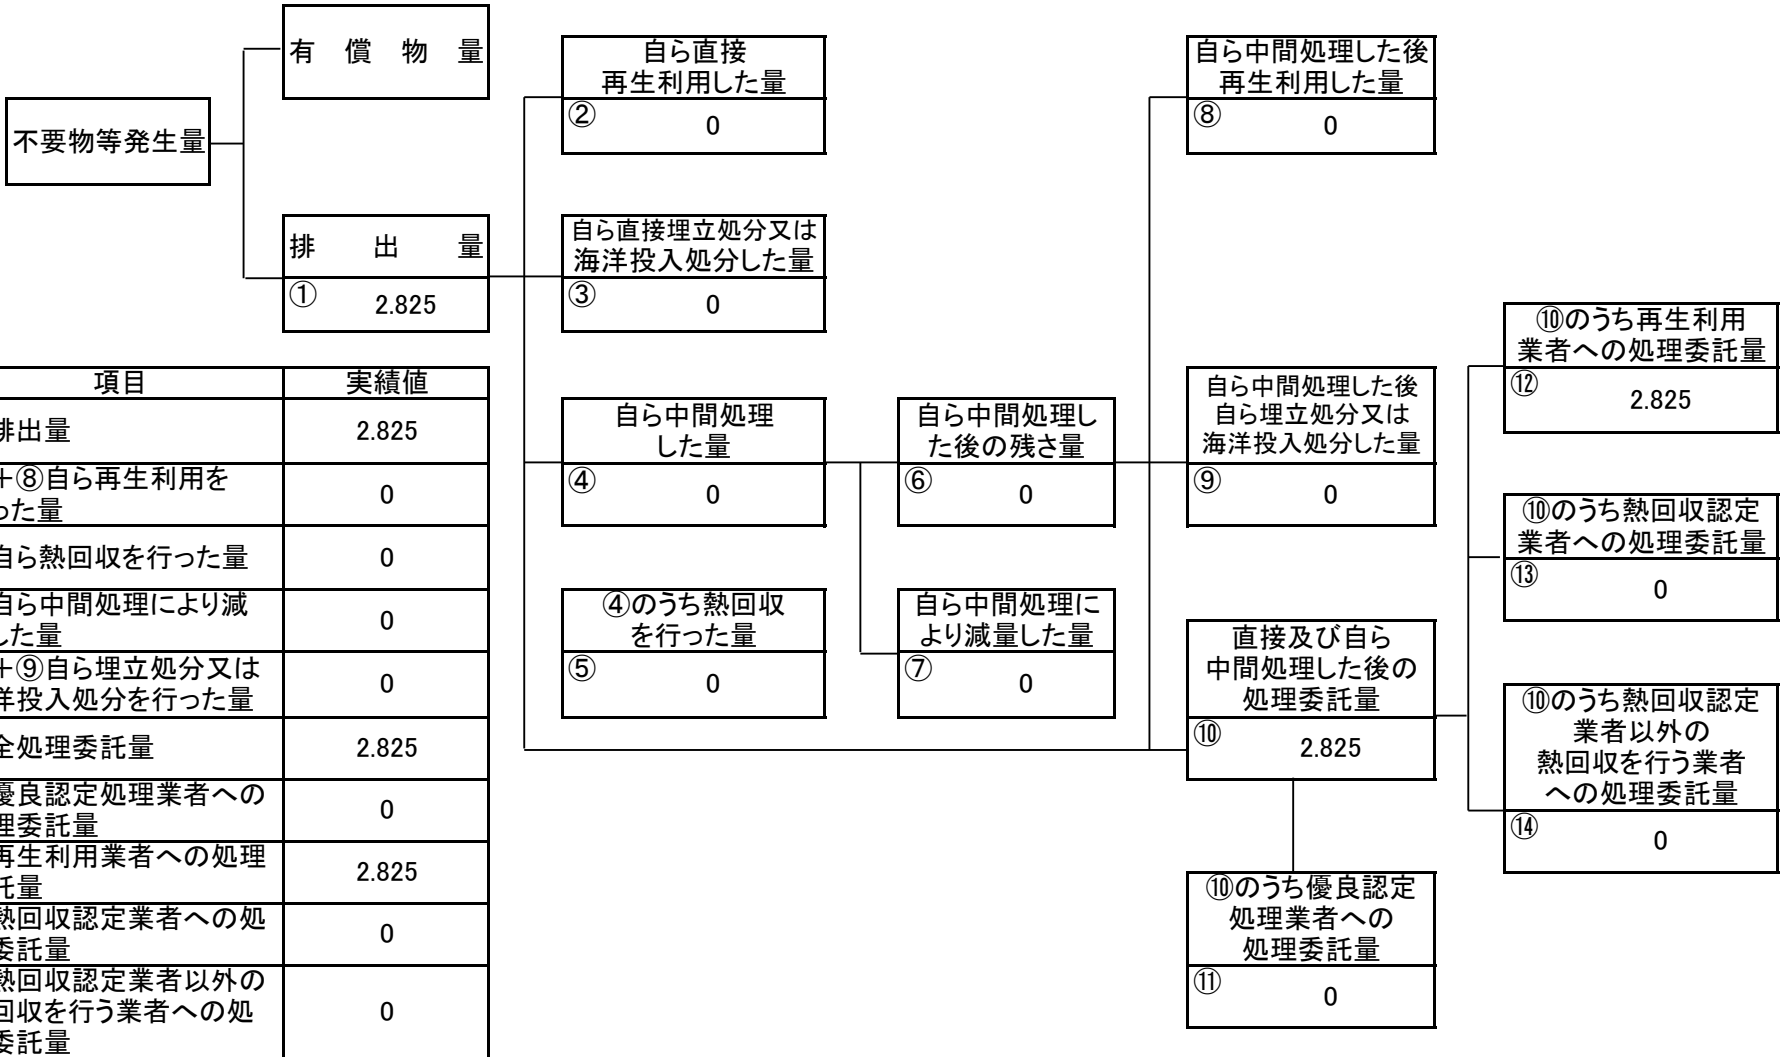 有償物量
不要物等発生量
排出量
① 2.825
自ら直接
再生利用した量
② 0
自ら直接埋立処分又は
海洋投入処分した量
③ 0
自ら中間処理
した量
④ 0
④のうち熱回収
を行った量
⑤ 0
自ら中間処理し
た後の残さ量
⑥ 0
自ら中間処理に
より減量した量
⑦ 0
自ら中間処理した後
再生利用した量
⑧ 0
自ら中間処理した後
自ら埋立処分又は
海洋投入処分した量
⑨ 0
直接及び自ら
中間処理した後の
処理委託量
⑩ 2.825
⑩のうち優良認定
処理業者への
処理委託量
⑪ 0
⑩のうち再生利用
業者への処理委託量
⑫ 2.825
⑩のうち熱回収認定
業者への処理委託量
⑬ 0
⑩のうち熱回収認定
業者以外の
熱回収を行う業者
への処理委託量
⑭ 0
項目 実績値
排出量 2.825
+⑧自ら再生利用を
った量 0
自ら熱回収を行った量 0
自ら中間処理により減
した量 0
+⑨自ら埋立処分又は
洋投入処分を行った量 0
全処理委託量 2.825
優良認定処理業者への
理委託量 0
再生利用業者への処理
託量 2.825
熱回収認定業者への処
委託量 0
熱回収認定業者以外の
回収を行う業者への処
委託量 0